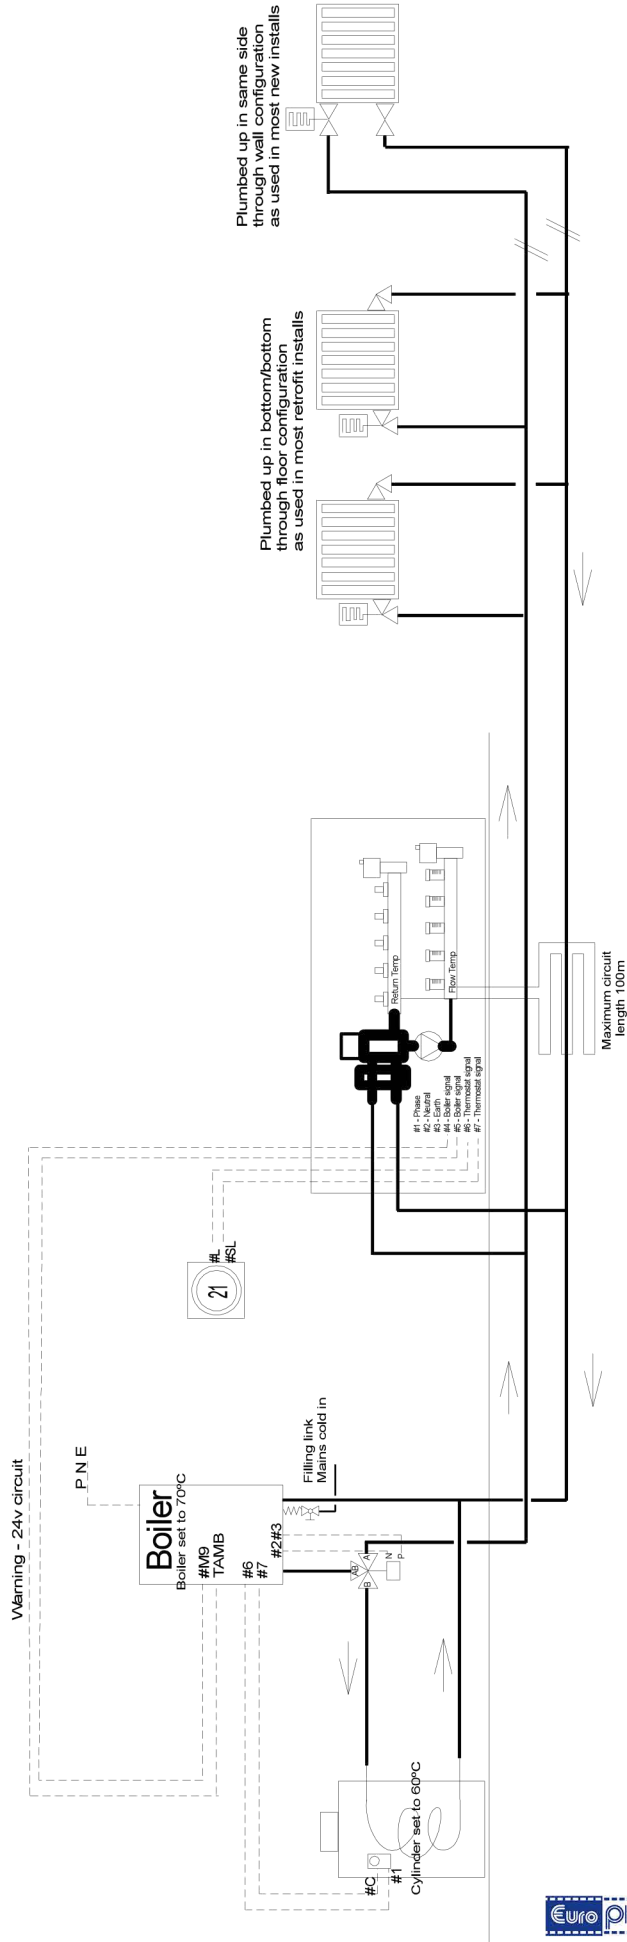 Warning - 24v circuit
P N E
Boiler
Boiler set to 70ºC
#M9
TAMB
#6
#7
#2#3
Filling link
Mains cold in
AB
A
B
N
P
#C
#1
Cylinder set to 60ºC
21
#L
#SL
#1 - Phase
#2 - Neutral
#3 - Earth
#4 - Boiler signal
#5 - Boiler signal
#6 - Thermostat signal
#7 - Thermostat signal
Return Temp
Flow Temp
Maximum circuit
length 100m
Plumbed up in bottom/bottom
through floor configuration
as used in most retrofit installs
Plumbed up in same side
through wall configuration
as used in most new installs
Euro Pl